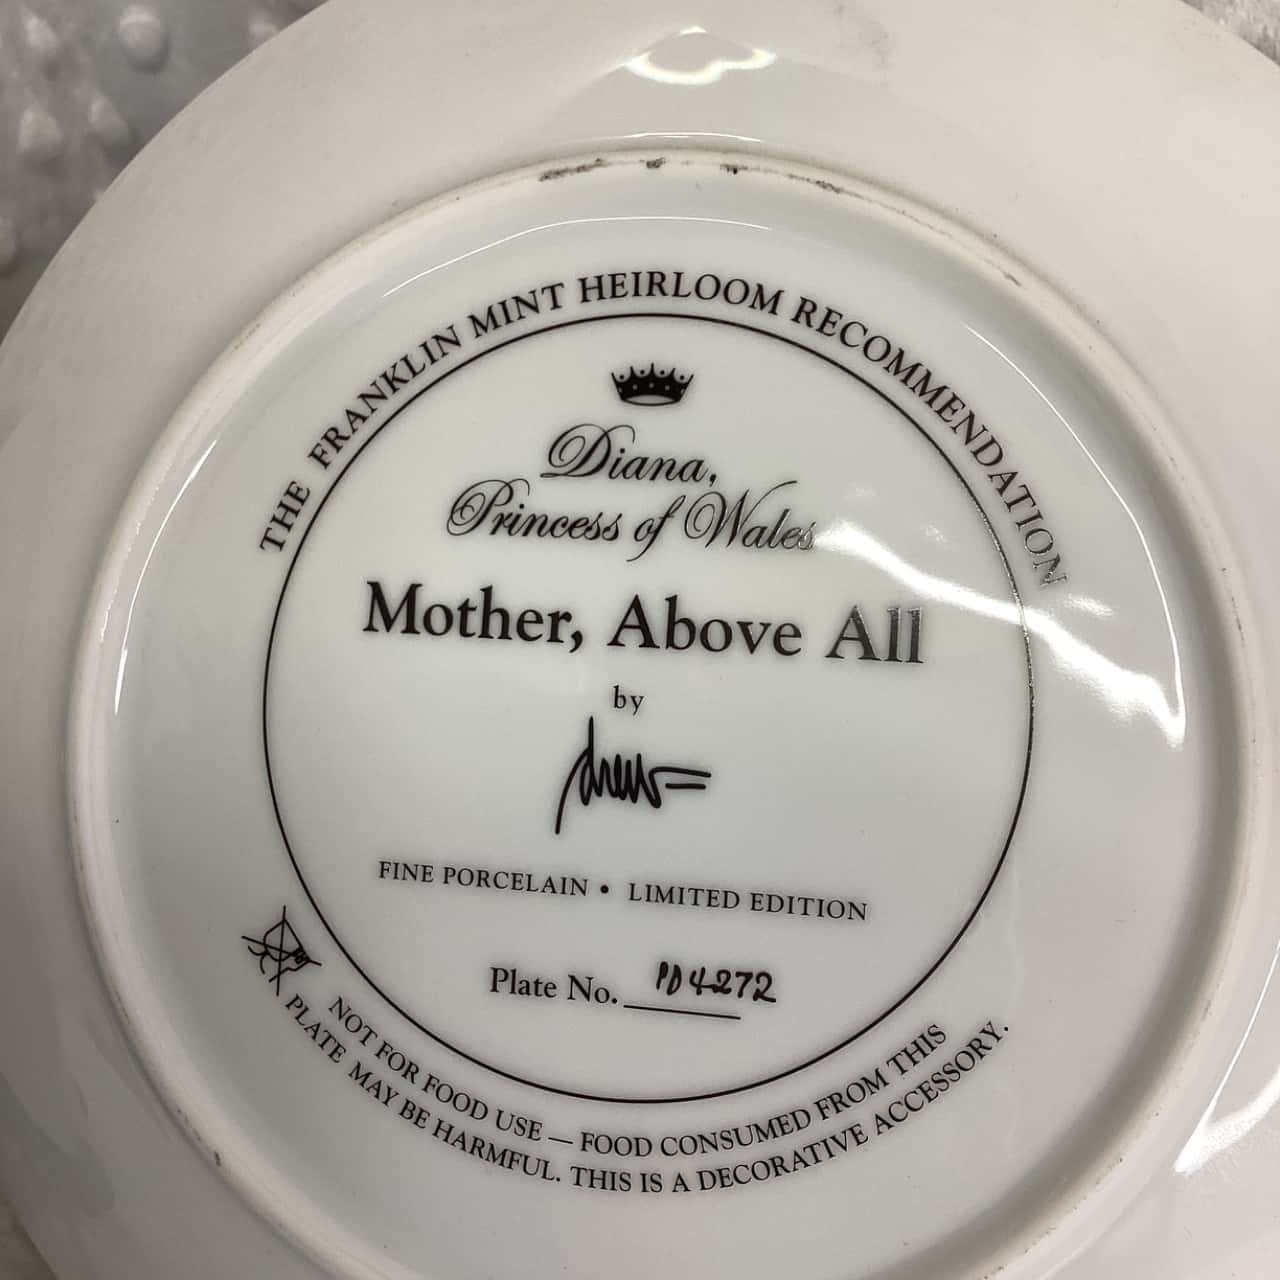 THE FRANKLIN MINT HEIRLOOM RECOMMENDATION
Diana,
Princess of Wales
Mother, Above All
by
drew
FINE PORCELAIN • LIMITED EDITION
Plate No. PD4272
NOT FOR FOOD USE — FOOD CONSUMED FROM THIS
PLATE MAY BE HARMFUL. THIS IS A DECORATIVE ACCESSORY.